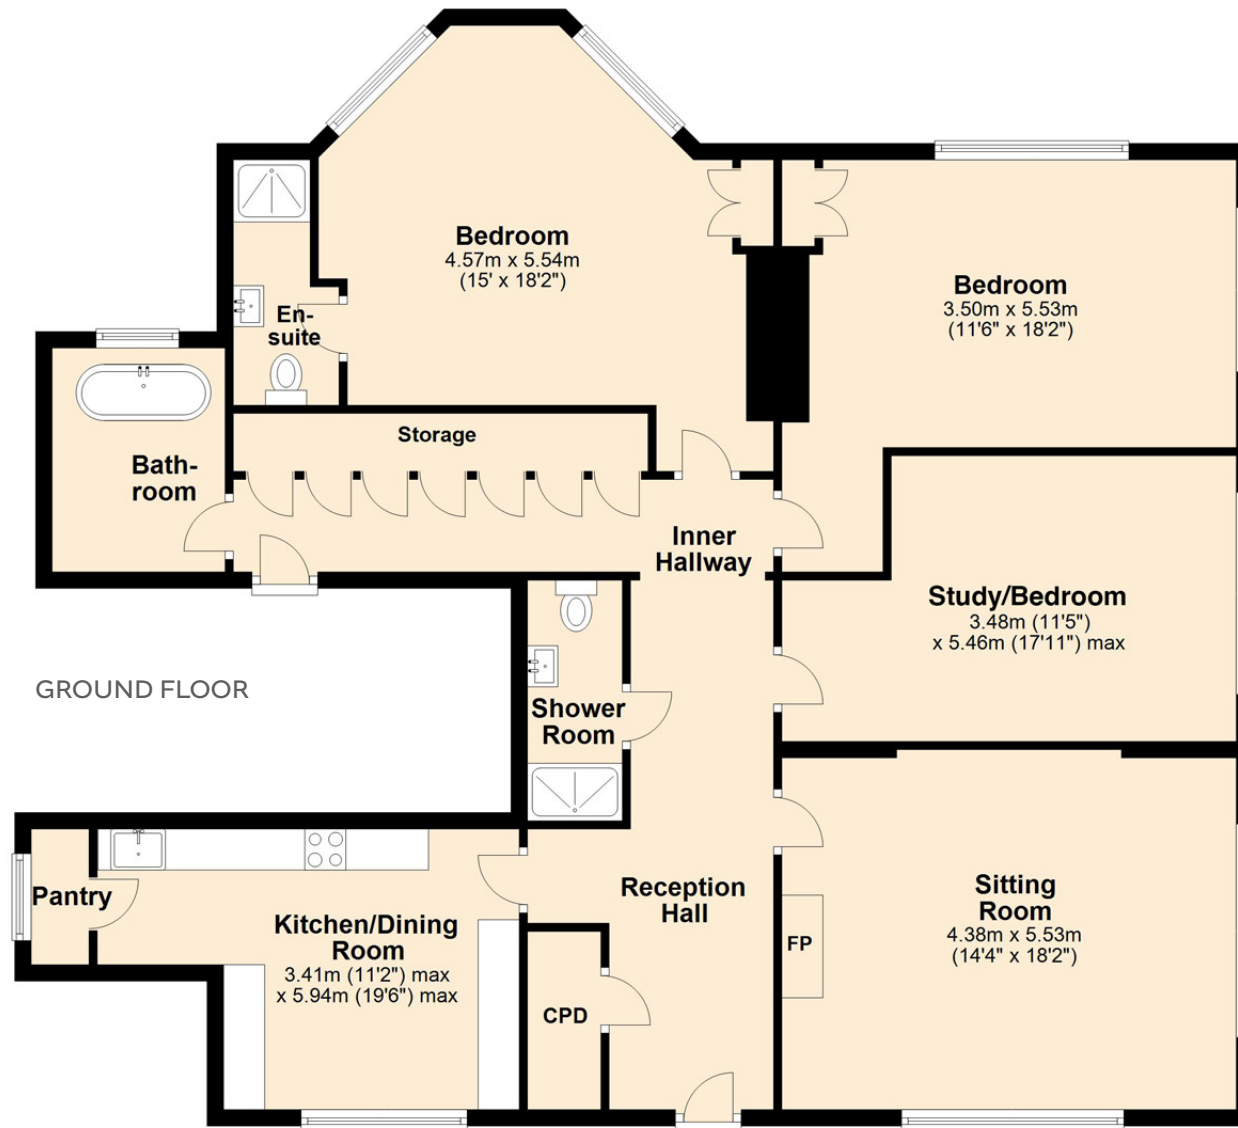 Bedroom
4.57m x 5.54m
(15' x 18'2")
Bedroom
3.50m x 5.53m
(11'6" x 18'2")
En-
suite
Storage
Bath-
room
Inner
Hallway
Study/Bedroom
3.48m (11'5")
x 5.46m (17'11") max
GROUND FLOOR
Shower
Room
Pantry
Kitchen/Dining
Room
3.41m (11'2") max
x 5.94m (19'6") max
Reception
Hall
Sitting
Room
4.38m x 5.53m
(14'4" x 18'2")
FP
CPD